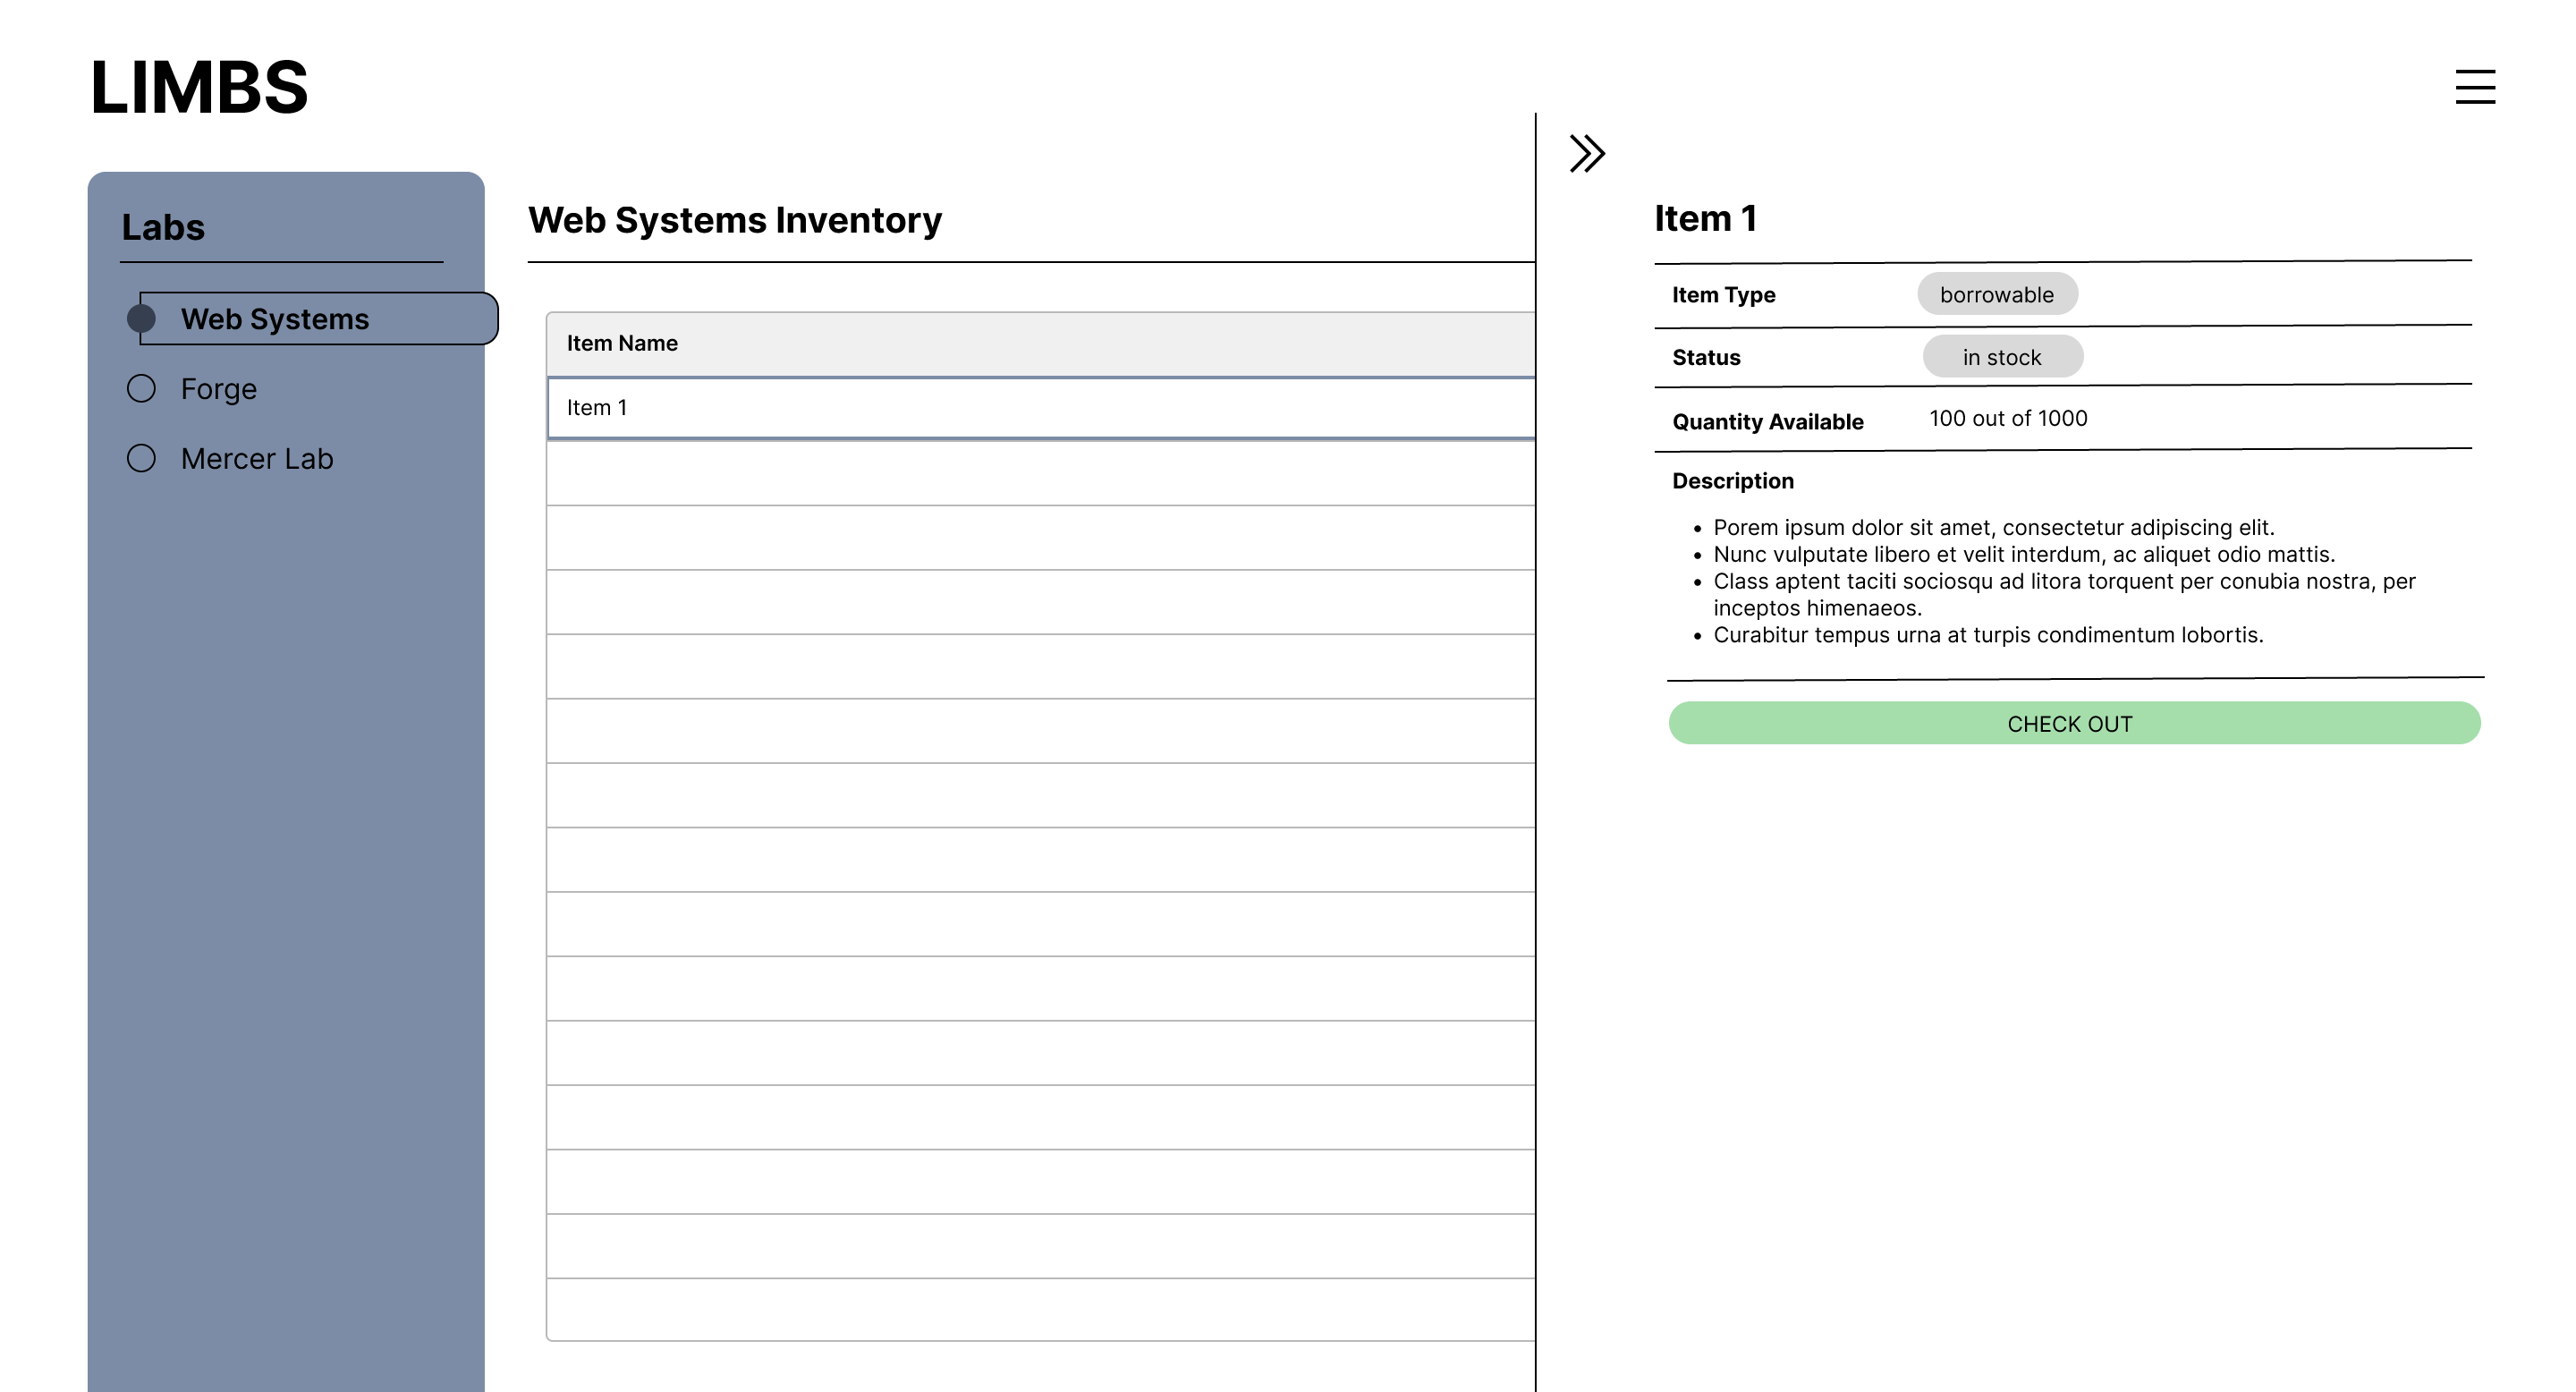 LIMBS
Labs
Web Systems
Forge
Mercer Lab
Web Systems Inventory
Item Name
Item 1
Item 1
Item Type borrowable
Status in stock
Quantity Available 100 out of 1000
Description
• Porem ipsum dolor sit amet, consectetur adipiscing elit.
• Nunc vulputate libero et velit interdum, ac aliquet odio mattis.
• Class aptent taciti sociosqu ad litora torquent per conubia nostra, per
inceptos himenaeos.
• Curabitur tempus urna at turpis condimentum lobortis.
CHECK OUT